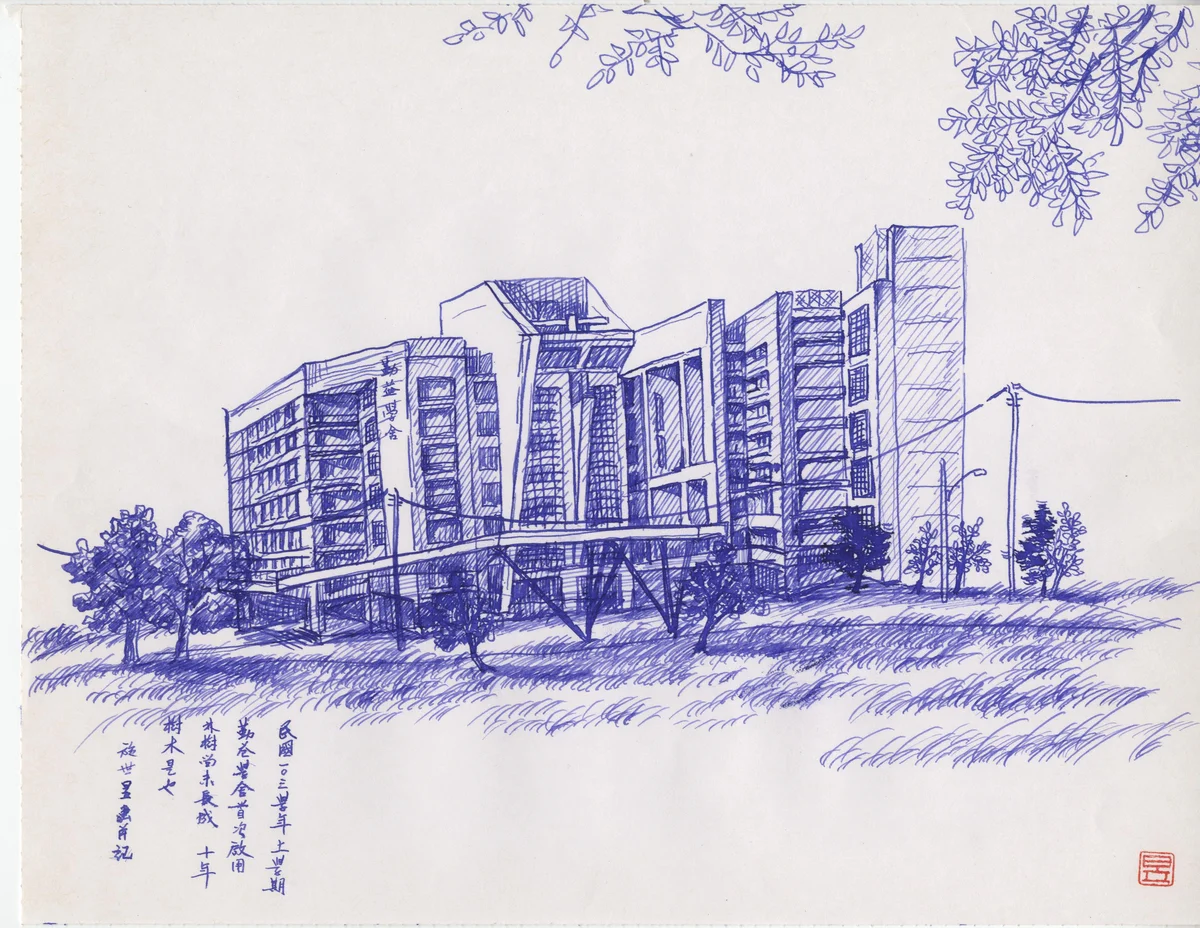 勤益學舍
民國一〇三學年上學期
勤益學舍首次啟用
樹尚未長成 十年
樹木是也
施世昱畫并記